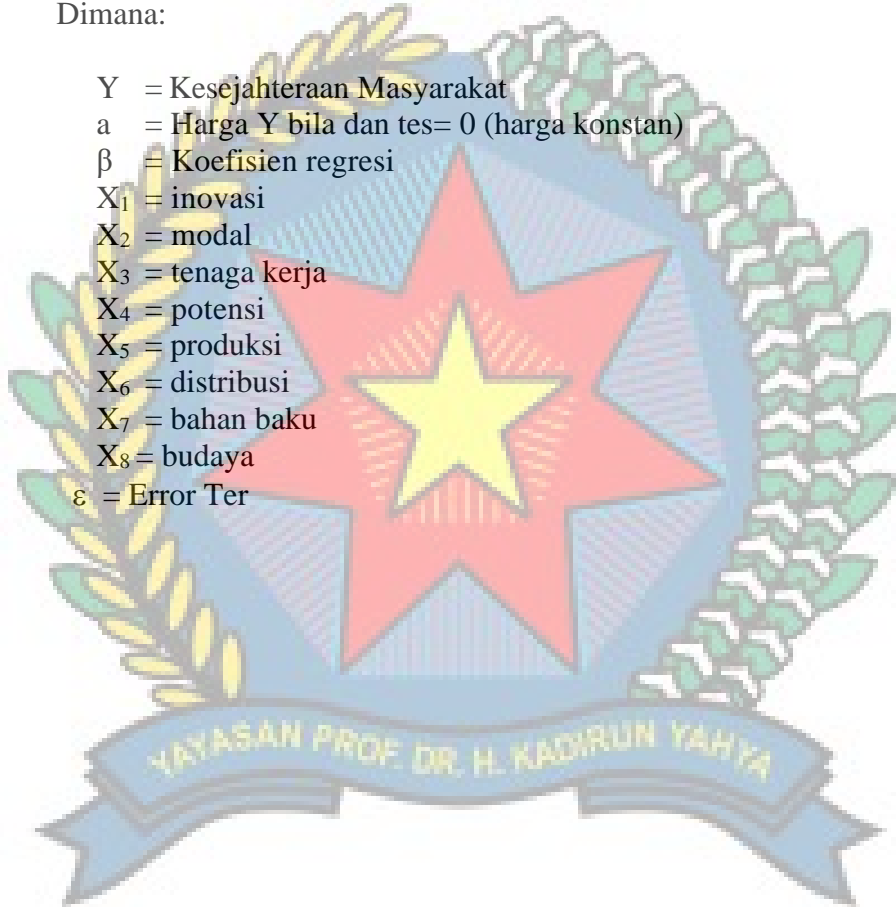 Dimana:
Y = Kesejahteraan Masyarakat
a = Harga Y bila dan tes= 0 (harga konstan)
β = Koefisien regresi
X₁ = inovasi
X₂ = modal
X₃ = tenaga kerja
X₄ = potensi
X₅ = produksi
X₆ = distribusi
X₇ = bahan baku
X₈ = budaya
ε = Error Ter
YAYASAN PROF. DR. H. KADIRUN YAHYA